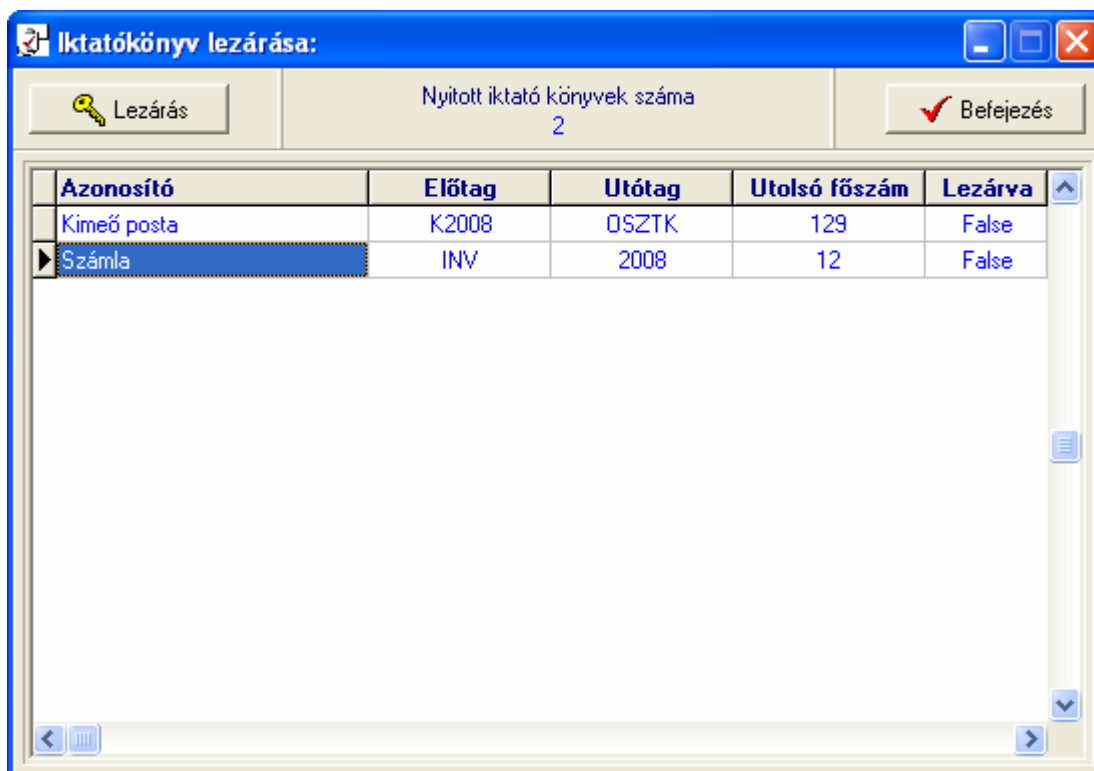 Iktatókönyv lezárása:
Lezárás
Nyitott iktató könyvek száma
2
Befejezés
Azonosító Előtag Utótag Utolsó főszám Lezárva
Kimeő posta K2008 OSZTK 129 False
Számla INV 2008 12 False